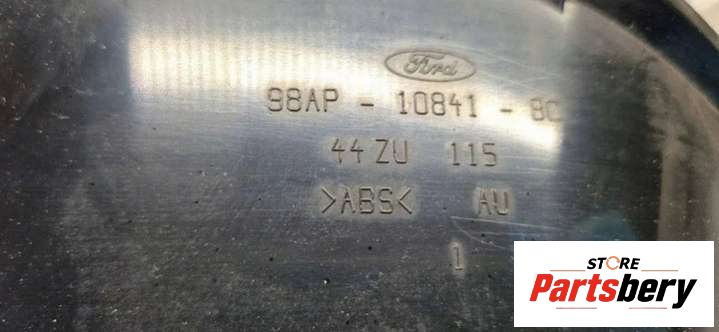 Ford
98AP - 10841 - BC
44 ZU 115
>ABS< AU
1
STORE
Partsbery